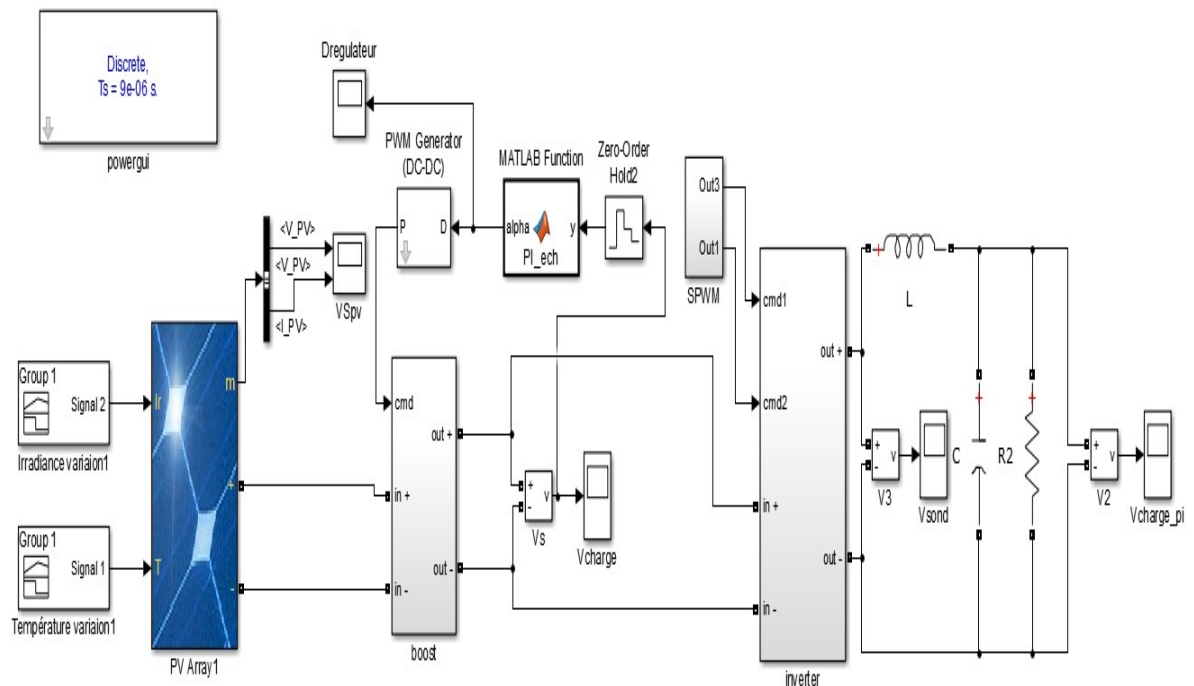 Discrete,
Ts = 9e-06 s.
powergui
Dregulateur
PWM Generator
(DC-DC)
P
D
MATLAB Function
alpha
y
PI_ech
Zero-Order
Hold2
Out3
Out1
SPWM
<V_PV>
<V_PV>
<I_PV>
VSpv
Group 1
Signal 2
Irradiance variaion1
Group 1
Signal 1
Température variaion1
Ir
m
+
T
-
PV Array1
cmd
out +
in +
out -
in -
boost
+
v
-
Vs
Vcharge
cmd1
out +
cmd2
in +
out -
in -
inverter
+
L
+
v
-
V3
Vsond
+
C
+
R2
+
v
-
V2
Vcharge_pi